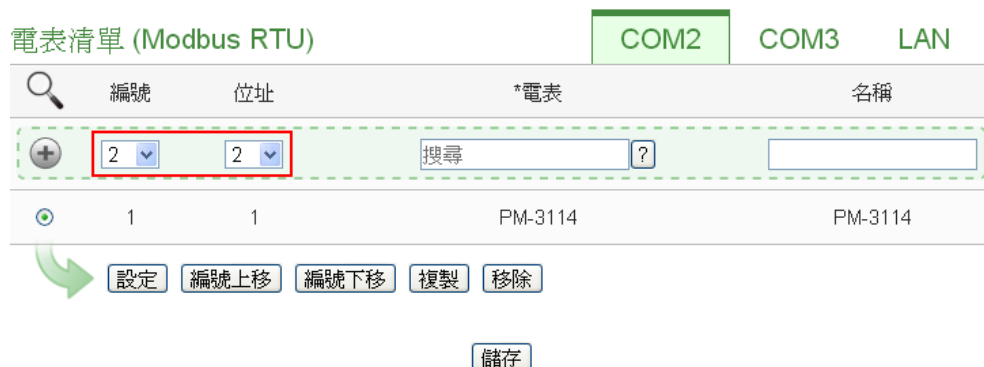 電表清單 (Modbus RTU) COM2 COM3 LAN
編號 位址 *電表 名稱
2 2 搜尋 ?
1 1 PM-3114 PM-3114
設定 編號上移 編號下移 複製 移除
儲存